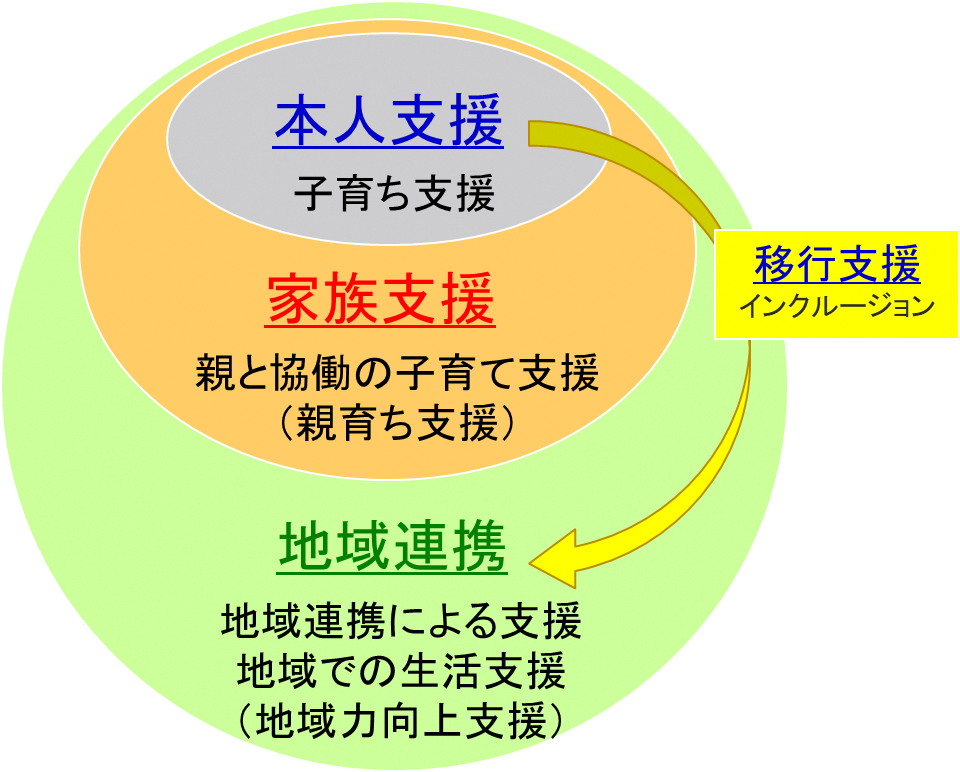 本人支援
子育ち支援
移行支援
インクルージョン
家族支援
親と協働の子育て支援
（親育ち支援）
地域連携
地域連携による支援
地域での生活支援
（地域力向上支援）